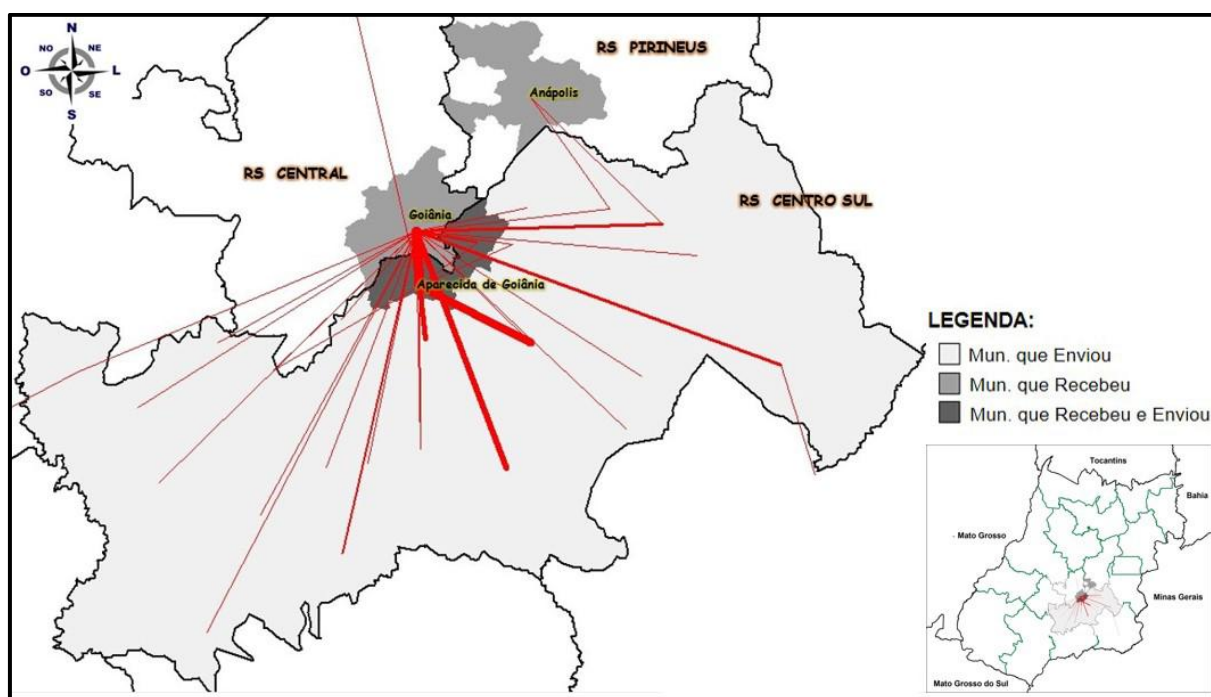 N
NO
NE
O
L
SO
SE
S
RS PIRINEUS
Anápolis
RS CENTRAL
RS CENTRO SUL
Goiânia
Aparecida de Goiânia
LEGENDA:
Mun. que Enviou
Mun. que Recebeu
Mun. que Recebeu e Enviou
Tocantins
Bahia
Mato Grosso
Minas Gerais
Mato Grosso do Sul